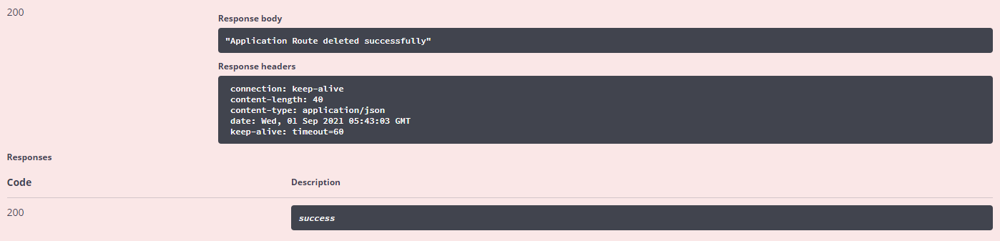 200
Response body
"Application Route deleted successfully"
Response headers
connection: keep-alive
content-length: 40
content-type: application/json
date: Wed, 01 Sep 2021 05:43:03 GMT
keep-alive: timeout=60
Responses
Code Description
200 success